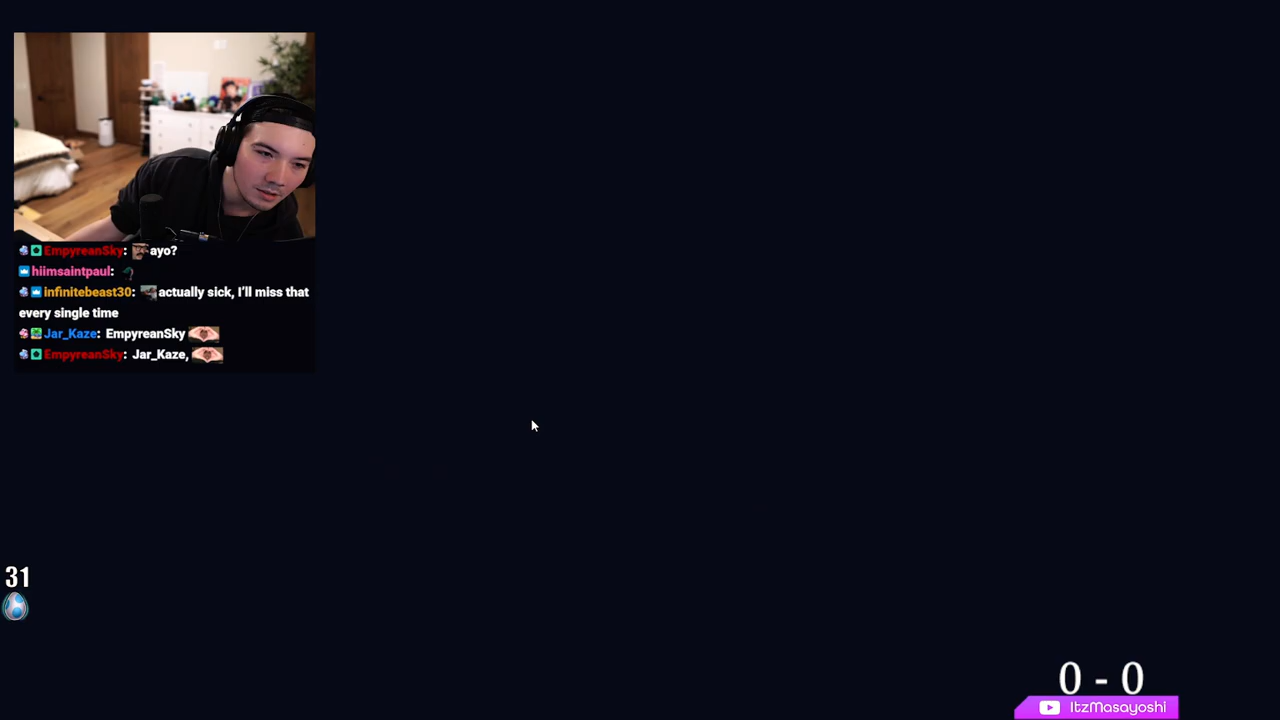 EmpyreanSky: ayo?
hiimsaintpaul:
infinitebeast30: actually sick, I'll miss that
every single time
Jar_Kaze: EmpyreanSky
EmpyreanSky: Jar_Kaze,
31
0 - 0
ItzMasayoshi